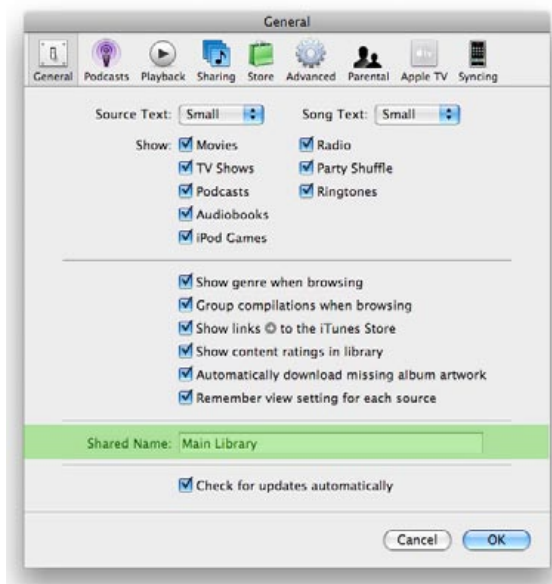 General
General Podcasts Playback Sharing Store Advanced Parental Apple TV Syncing
Source Text: Small Song Text: Small
Show: Movies Radio
TV Shows Party Shuffle
Podcasts Ringtones
Audiobooks
iPod Games
Show genre when browsing
Group compilations when browsing
Show links to the iTunes Store
Show content ratings in library
Automatically download missing album artwork
Remember view setting for each source
Shared Name: Main Library
Check for updates automatically
Cancel OK